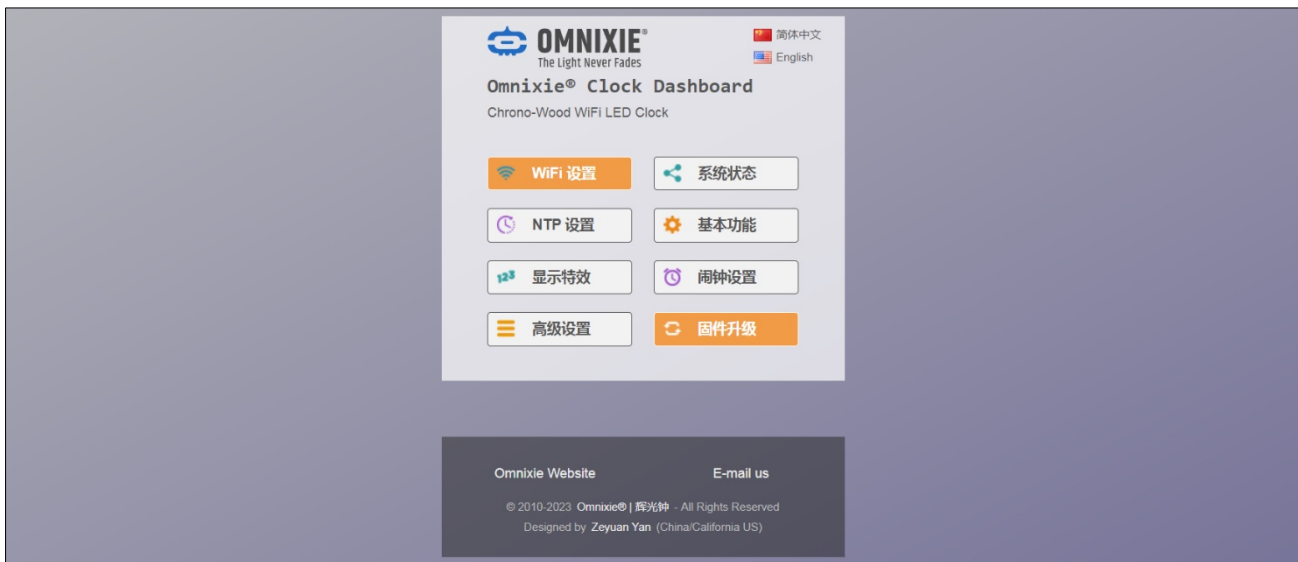 OMNIXIE®
The Light Never Fades
简体中文
English
Omnixie® Clock Dashboard
Chrono-Wood WiFi LED Clock
WiFi 设置
系统状态
NTP 设置
基本功能
123 显示特效
闹钟设置
高级设置
固件升级
Omnixie Website
E-mail us
© 2010-2023 Omnixie® | 辉光钟 - All Rights Reserved
Designed by Zeyuan Yan (China/California US)